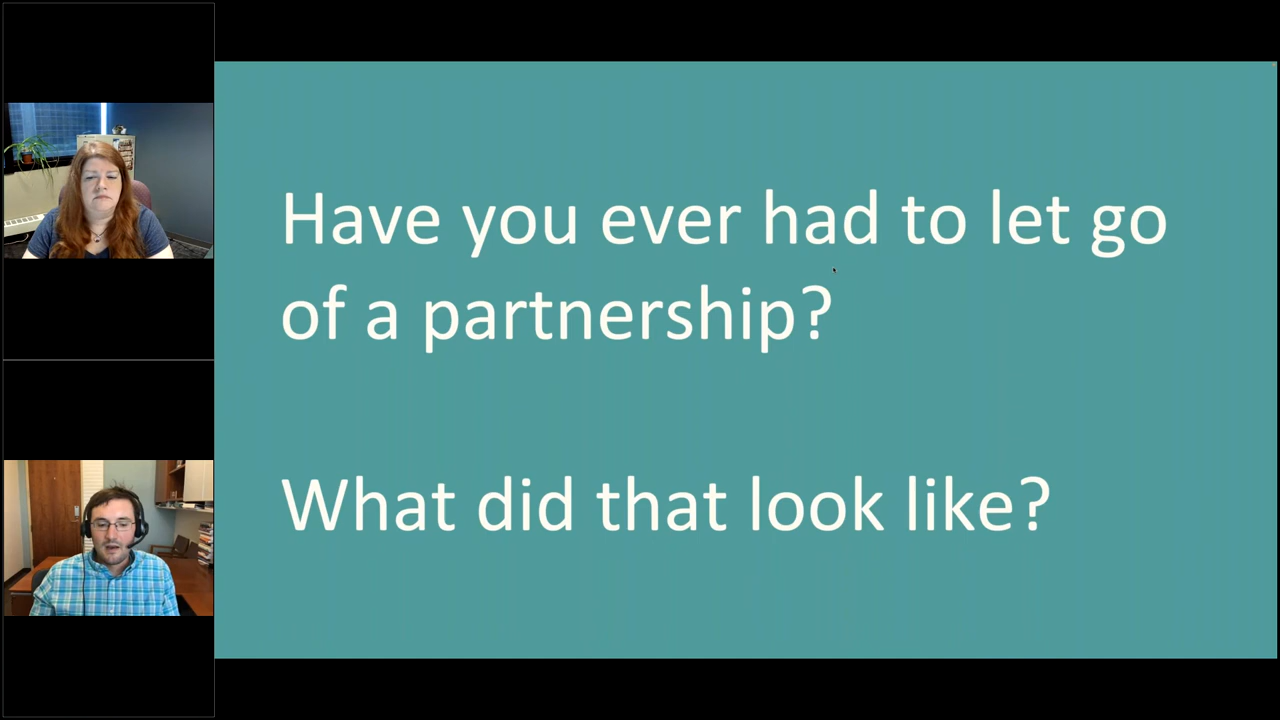 Have you ever had to let go
of a partnership?
What did that look like?